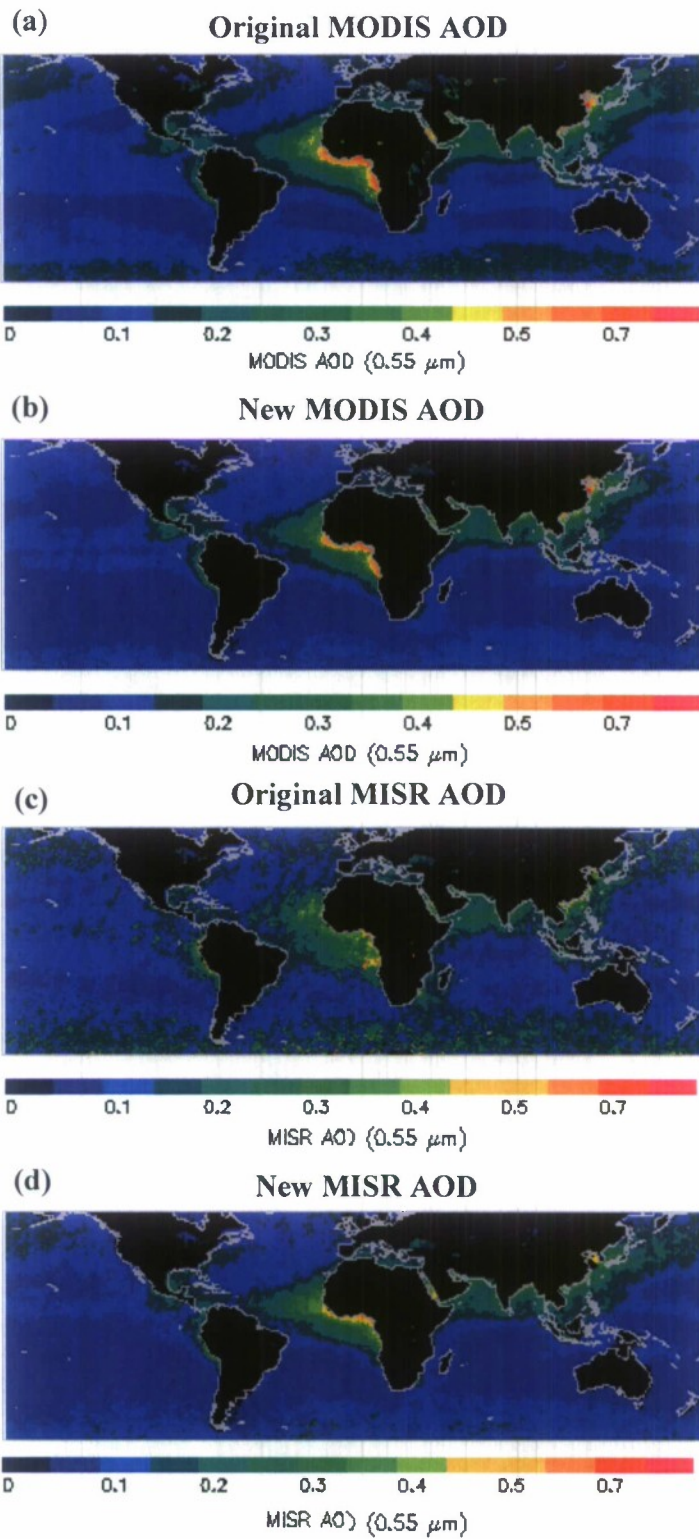 (a) Original MODIS AOD
0 0.1 0.2 0.3 0.4 0.5 0.7
MODIS AOD (0.55 μm)
(b) New MODIS AOD
0 0.1 0.2 0.3 0.4 0.5 0.7
MODIS AOD (0.55 μm)
(c) Original MISR AOD
0 0.1 0.2 0.3 0.4 0.5 0.7
MISR AOD (0.55 μm)
(d) New MISR AOD
0 0.1 0.2 0.3 0.4 0.5 0.7
MISR AOD (0.55 μm)